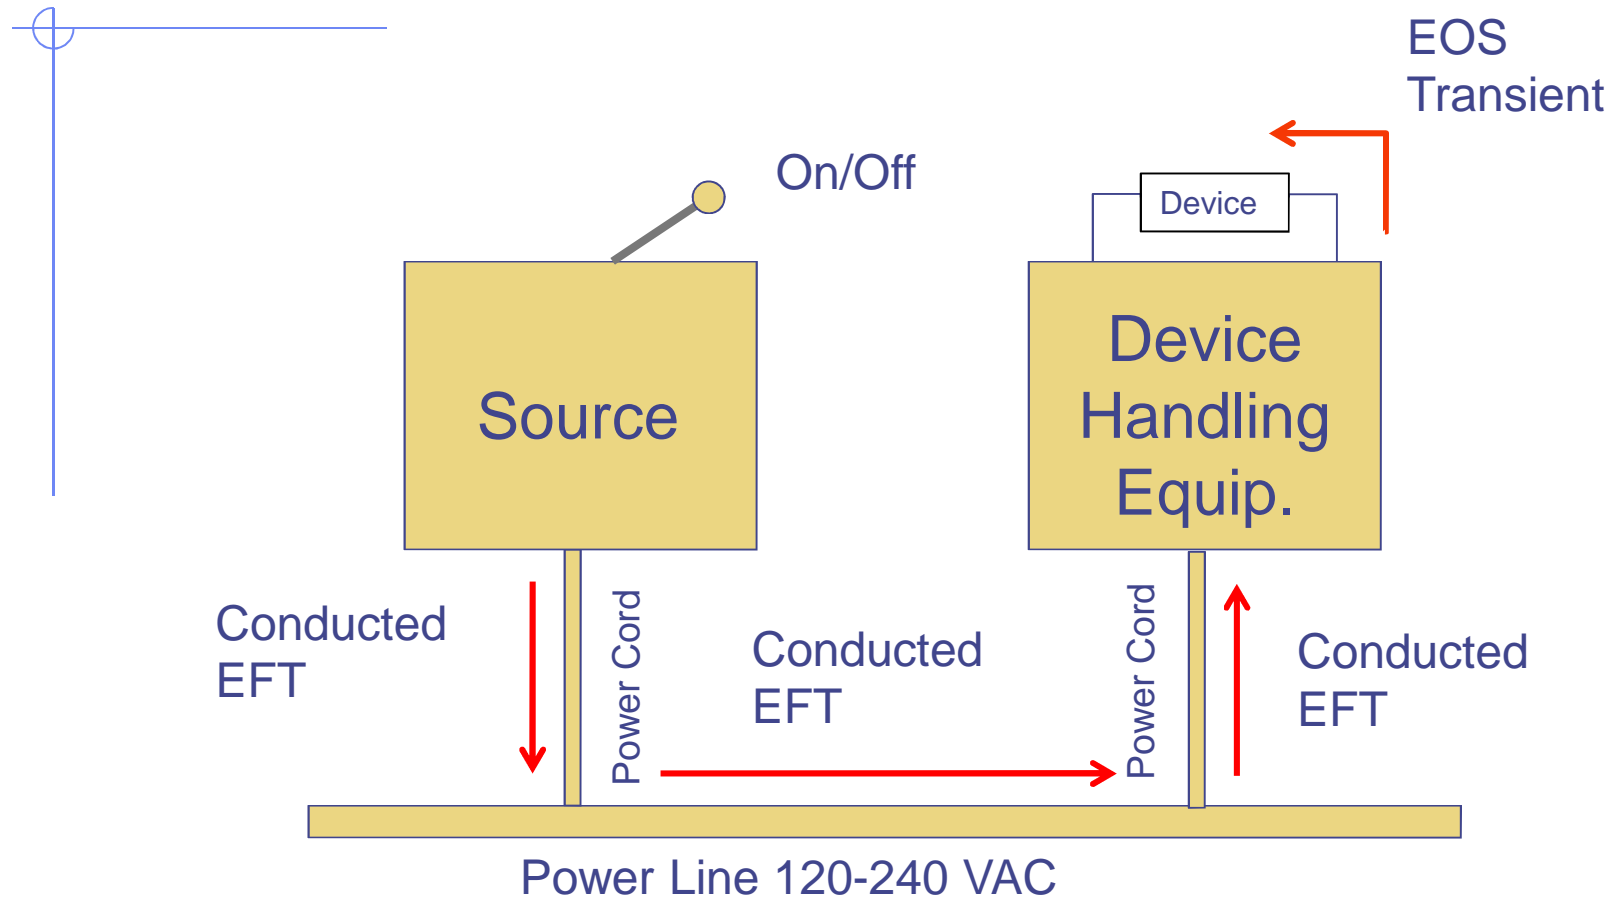 EOS
Transient
On/Off
Device
Source
Device
Handling
Equip.
Conducted
EFT
Power Cord
Conducted
EFT
Power Cord
Conducted
EFT
Power Line 120-240 VAC